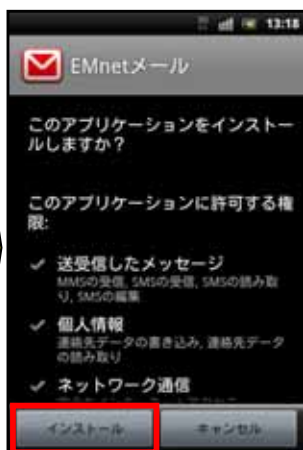 13:18
EMnetメール
このアプリケーションをインストー
ルしますか？
このアプリケーションに許可する権
限:
送受信したメッセージ
MMSの受信, SMSの受信, SMSの読み取
り, SMSの編集
個人情報
連絡先データの書き込み, 連絡先データ
の読み取り
ネットワーク通信
インストール
キャンセル